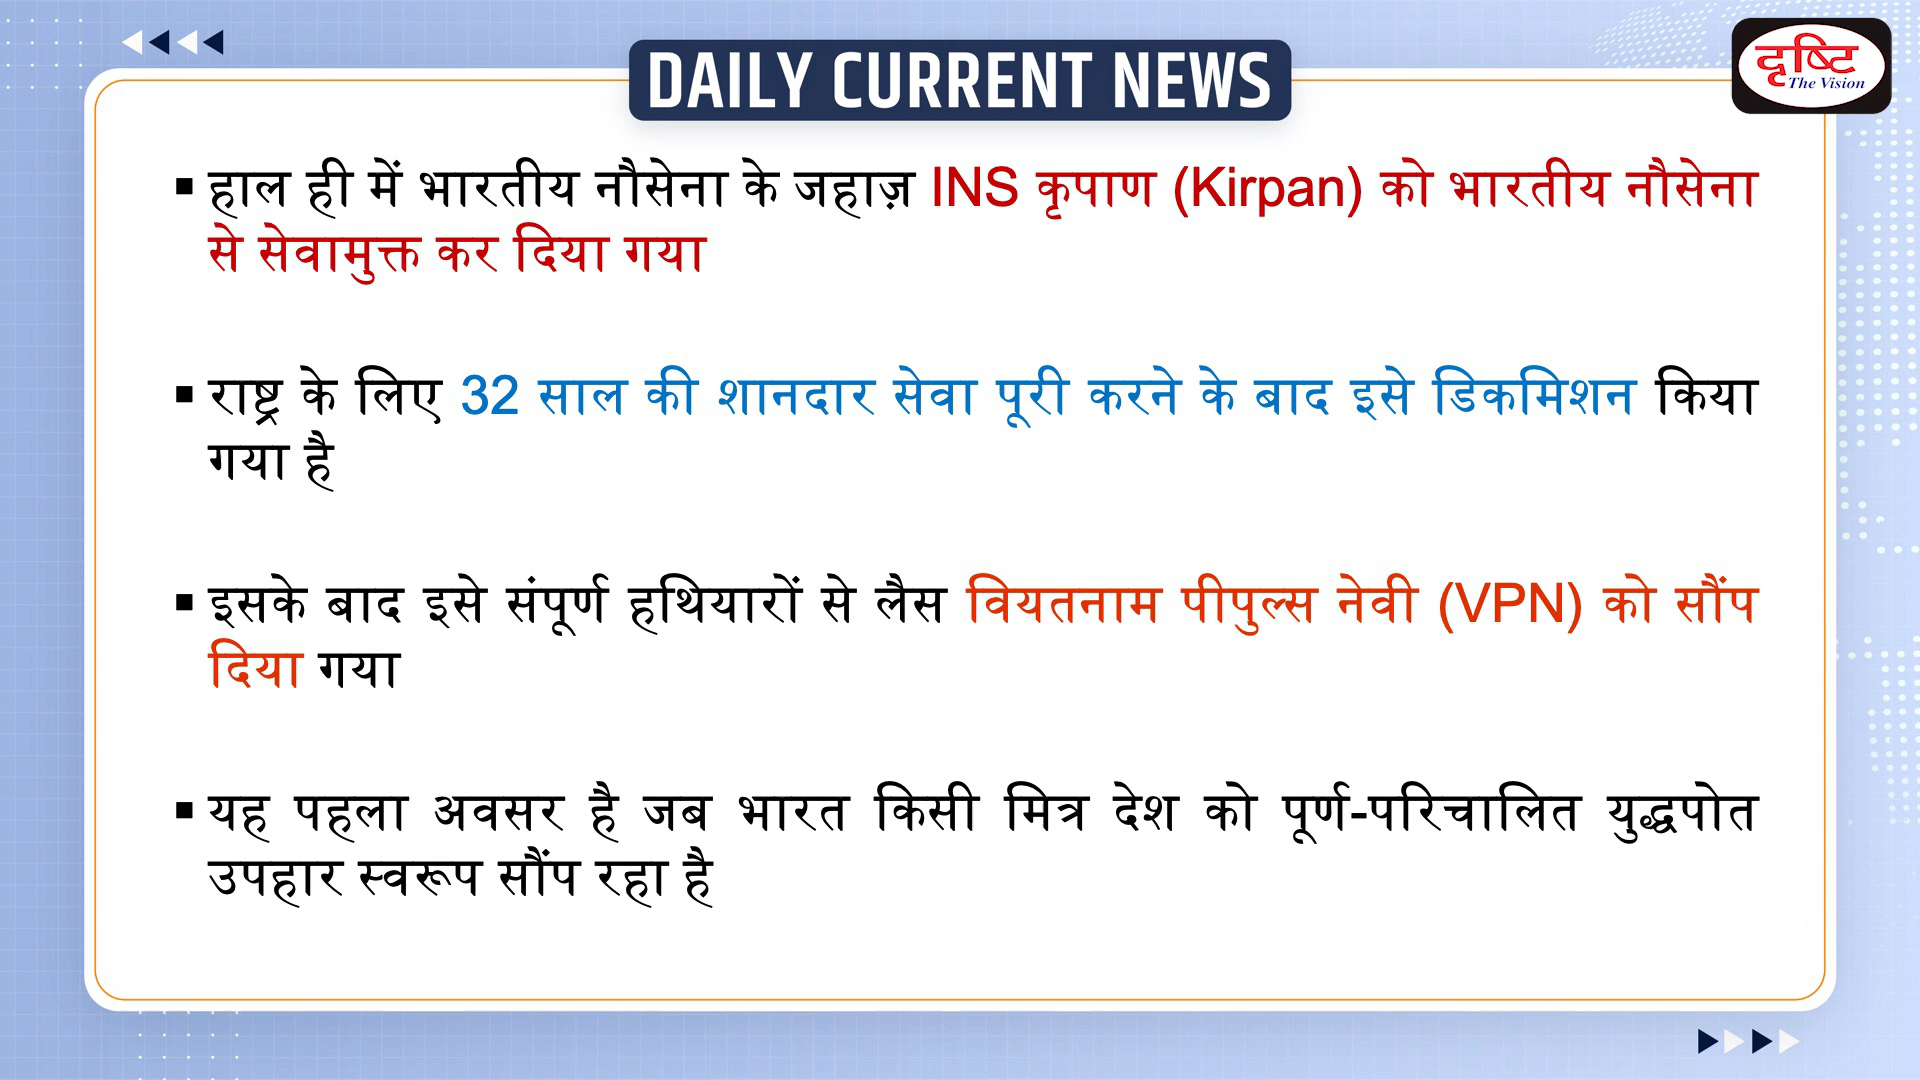 DAILY CURRENT NEWS
दृष्टि
The Vision
▪ हाल ही में भारतीय नौसेना के जहाज़ INS कृपाण (Kirpan) को भारतीय नौसेना
से सेवामुक्त कर दिया गया
▪ राष्ट्र के लिए 32 साल की शानदार सेवा पूरी करने के बाद इसे डिकमिशन किया
गया है
▪ इसके बाद इसे संपूर्ण हथियारों से लैस वियतनाम पीपुल्स नेवी (VPN) को सौंप
दिया गया
▪ यह पहला अवसर है जब भारत किसी मित्र देश को पूर्ण-परिचालित युद्धपोत
उपहार स्वरूप सौंप रहा है